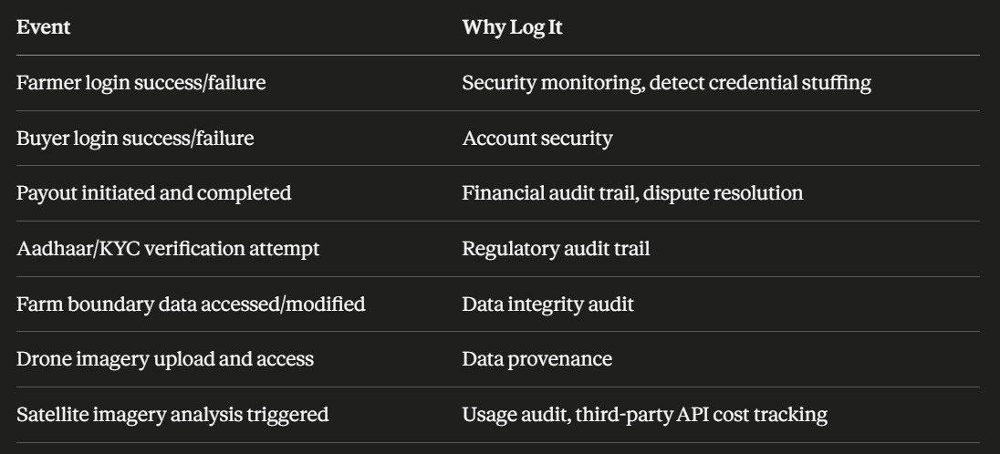 Event Why Log It
Farmer login success/failure Security monitoring, detect credential stuffing
Buyer login success/failure Account security
Payout initiated and completed Financial audit trail, dispute resolution
Aadhaar/KYC verification attempt Regulatory audit trail
Farm boundary data accessed/modified Data integrity audit
Drone imagery upload and access Data provenance
Satellite imagery analysis triggered Usage audit, third-party API cost tracking